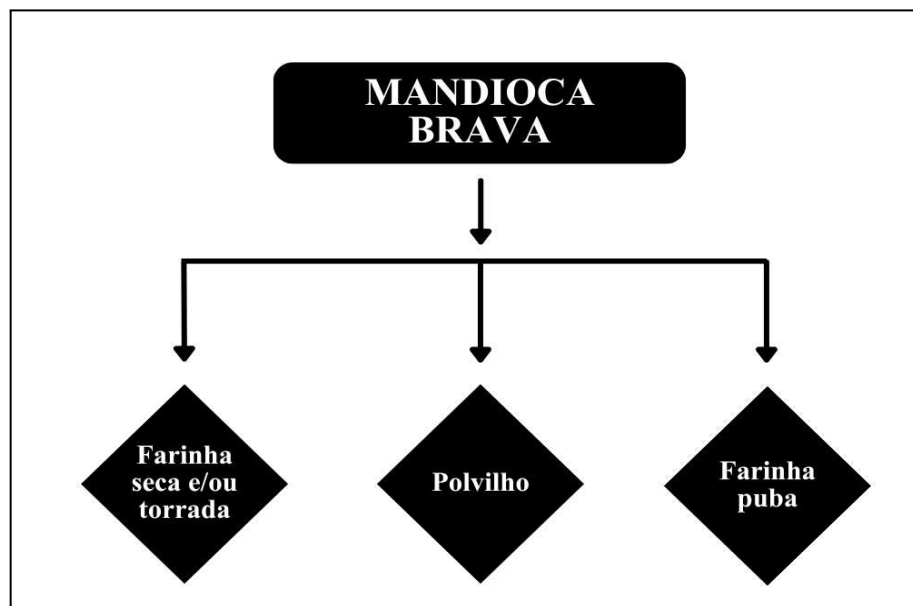 MANDIOCA
BRAVA
Farinha
seca e/ou
torrada
Polvilho
Farinha
puba